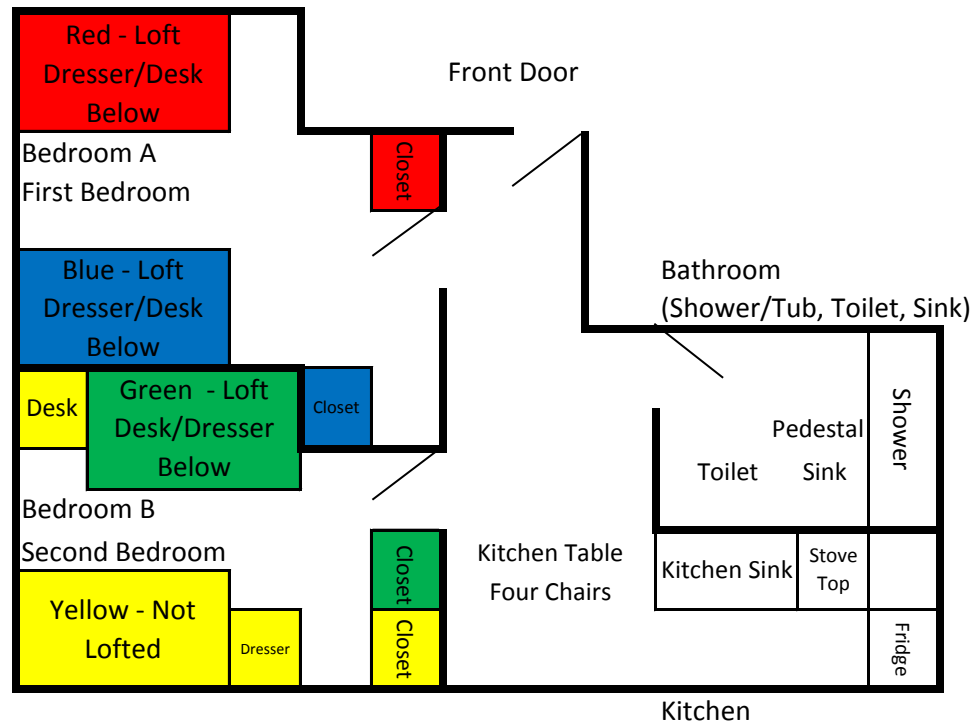 Red - Loft
Dresser/Desk
Below
Front Door
Bedroom A
First Bedroom
Closet
Blue - Loft
Dresser/Desk
Below
Bathroom
(Shower/Tub, Toilet, Sink)
Desk
Green - Loft
Desk/Dresser
Below
Closet
Shower
Pedestal
Toilet
Sink
Bedroom B
Second Bedroom
Closet
Kitchen Table
Four Chairs
Kitchen Sink
Stove
Top
Yellow - Not
Lofted
Dresser
Closet
Fridge
Kitchen